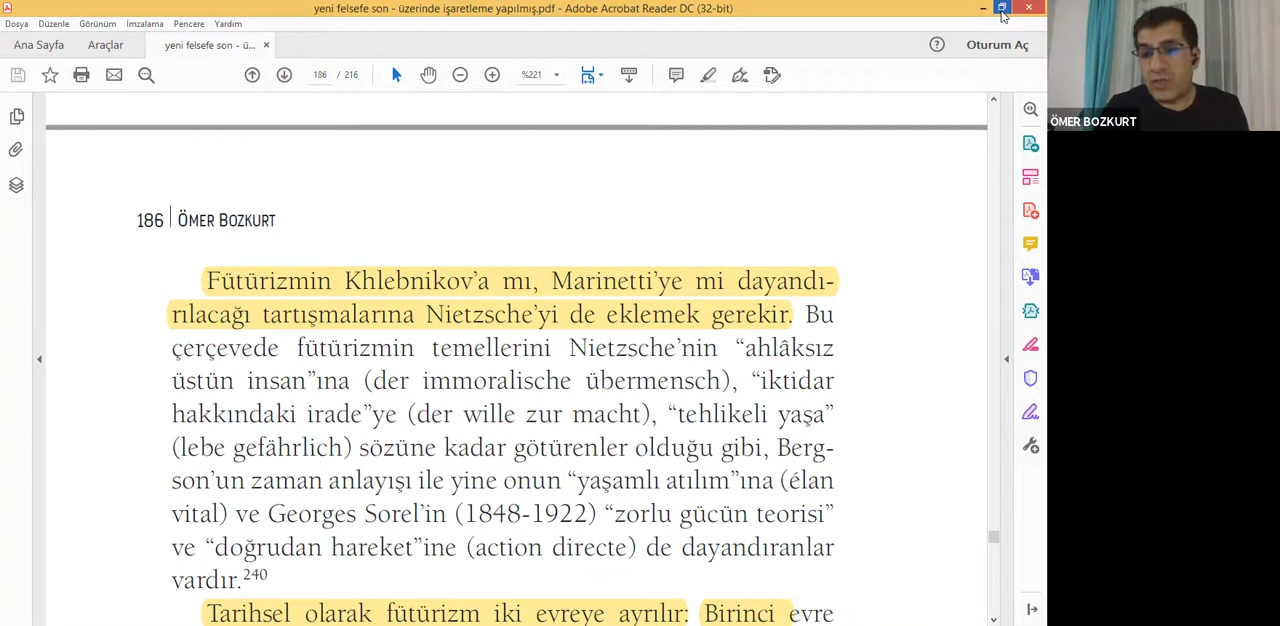 yeni felsefe son - üzerinde işaretleme yapılmış.pdf - Adobe Acrobat Reader DC (32-bit)
Dosya Düzenle Görünüm İmzalama Pencere Yardım
Ana Sayfa Araçlar yeni felsefe son - ü... × Oturum Aç
186 / 216 %221
ÖMER BOZKURT
186 | ÖMER BOZKURT
Fütürizmin Khlebnikov’a mı, Marinetti’ye mi dayandı-
rılacağı tartışmalarına Nietzsche’yi de eklemek gerekir. Bu
çerçevede fütürizmin temellerini Nietzsche’nin “ahlâksız
üstün insan”ına (der immoralische übermensch), “iktidar
hakkındaki irade”ye (der wille zur macht), “tehlikeli yaşa”
(lebe gefährlich) sözüne kadar götürenler olduğu gibi, Berg-
son’un zaman anlayışı ile yine onun “yaşamlı atılım”ına (élan
vital) ve Georges Sorel’in (1848-1922) “zorlu gücün teorisi”
ve “doğrudan hareket”ine (action directe) de dayandıranlar
vardır.240
Tarihsel olarak fütürizm iki evreye ayrılır: Birinci evre